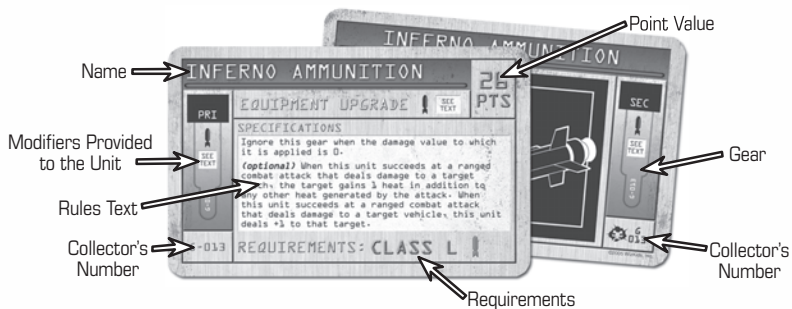 INFERNO AMMUNITION
Point Value
Name
INFERNO AMMUNITION
26
PTS
PRI
EQUIPMENT UPGRADE
SEE
TEXT
SEC
SPECIFICATIONS
Ignore this gear when the damage value to which
it is applied is 0.
Modifiers Provided
to the Unit
SEE
TEXT
SEE
TEXT
(optional) When this unit succeeds at a ranged
combat attack that deals damage to a target
the target gains 1 heat in addition to
any other heat generated by the attack. When
this unit succeeds at a ranged combat attack
that deals damage to a target vehicle, this unit
deals +1 to that target.
Gear
Rules Text
G-013
G-013
Collector's
Number
G-013
REQUIREMENTS: CLASS L
G
013
Collector's
Number
Requirements